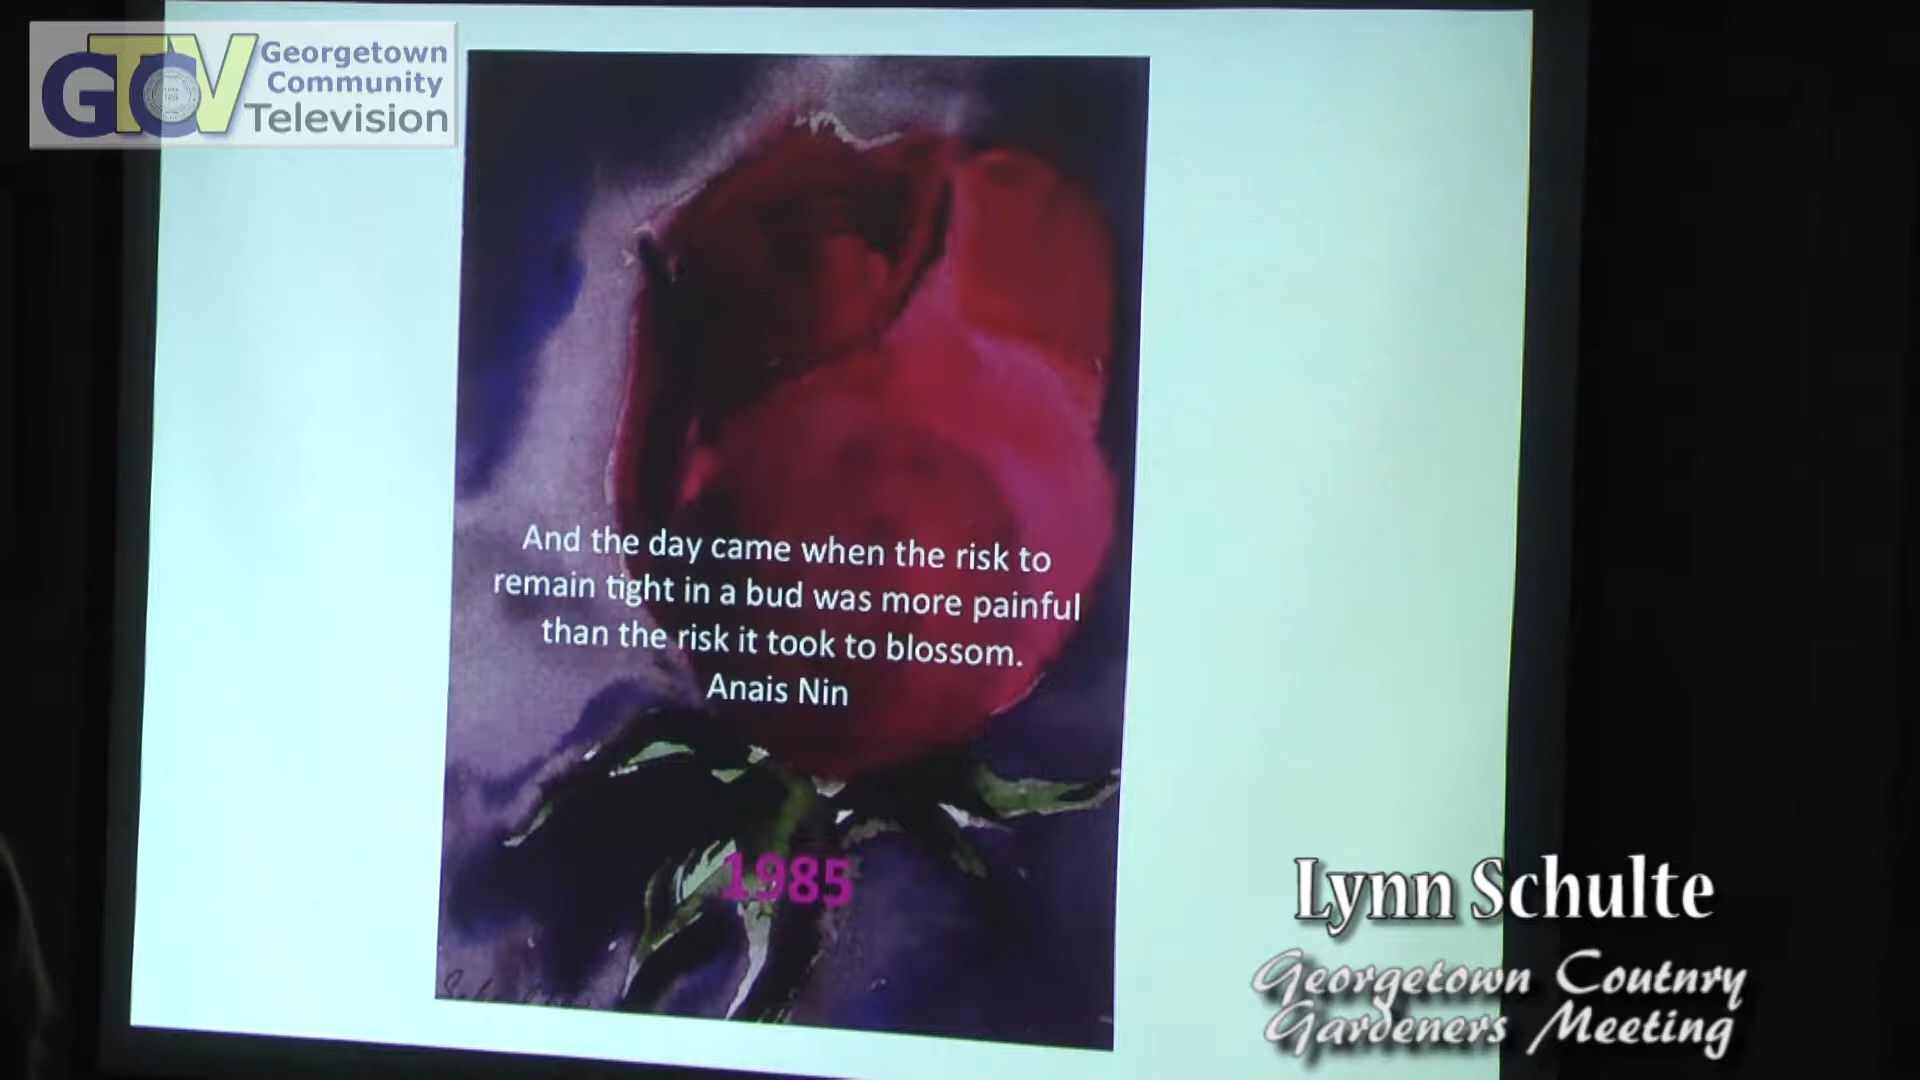 GCTV
Georgetown
Community
Television
And the day came when the risk to
remain tight in a bud was more painful
than the risk it took to blossom.
Anais Nin
1985
Lynn Schulte
Georgetown Coutnry
Gardeners Meeting